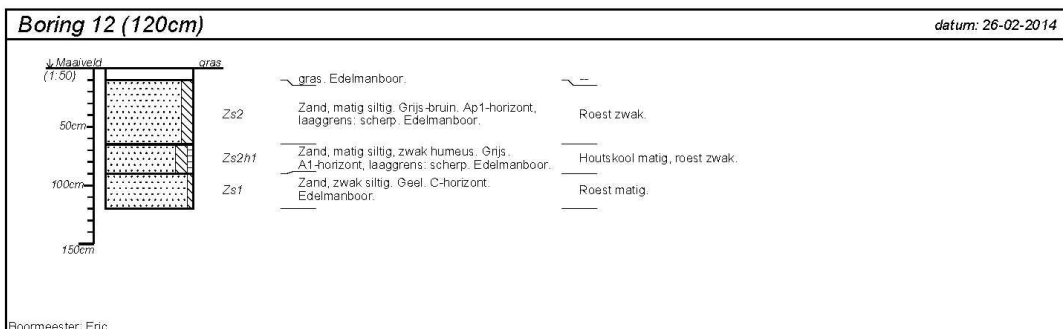 Boring 12 (120cm)
datum: 26-02-2014
↓ Maaiveld
gras
(1:50)
gras. Edelmanboor.
--
50cm
Zs2
Zand, matig siltig. Grijs-bruin. Ap1-horizont,
laaggrens: scherp. Edelmanboor.
Roest zwak.
Zs2h1
Zand, matig siltig, zwak humeus. Grijs.
A1-horizont, laaggrens: scherp. Edelmanboor.
Houtskool matig, roest zwak.
100cm
Zs1
Zand, zwak siltig. Geel. C-horizont.
Edelmanboor.
Roest matig.
150cm
Boormeester: Eric